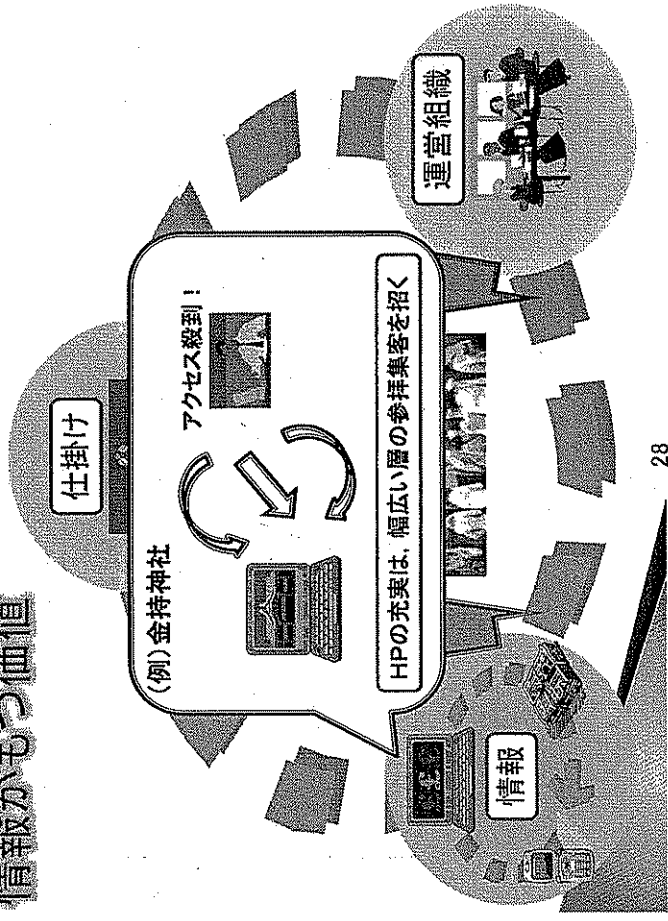 情報がもつ価値
仕掛け
(例)金持神社
アクセス殺到！
HPの充実は、幅広い層の参拝集客を招く
情報
運営組織
28